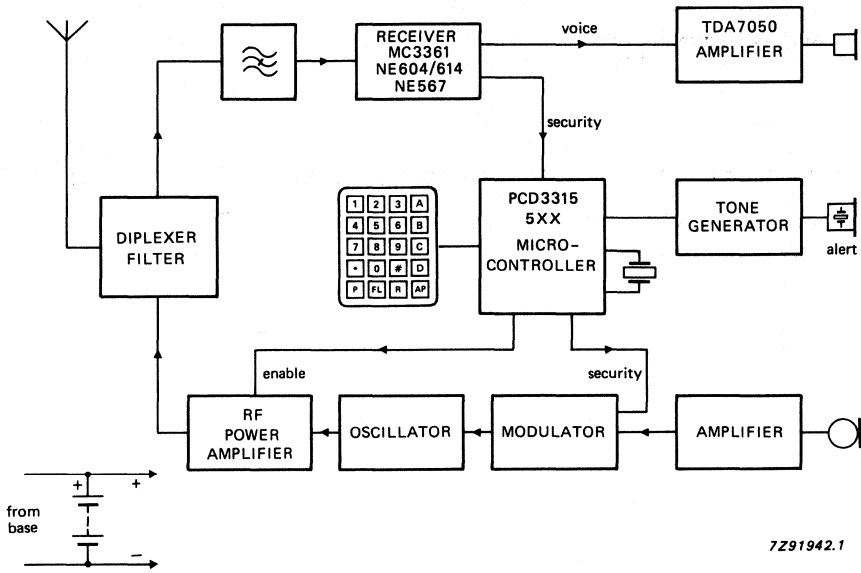 RECEIVER
MC3361
NE604/614
NE567
voice
TDA7050
AMPLIFIER
security
DIPLEXER
FILTER
1 2 3 A
4 5 6 B
7 8 9 C
* 0 # D
P FL R AP
PCD3315
5XX
MICRO-
CONTROLLER
TONE
GENERATOR
alert
enable
security
RF
POWER
AMPLIFIER
OSCILLATOR
MODULATOR
AMPLIFIER
+ +
from
base
−
7Z91942.1